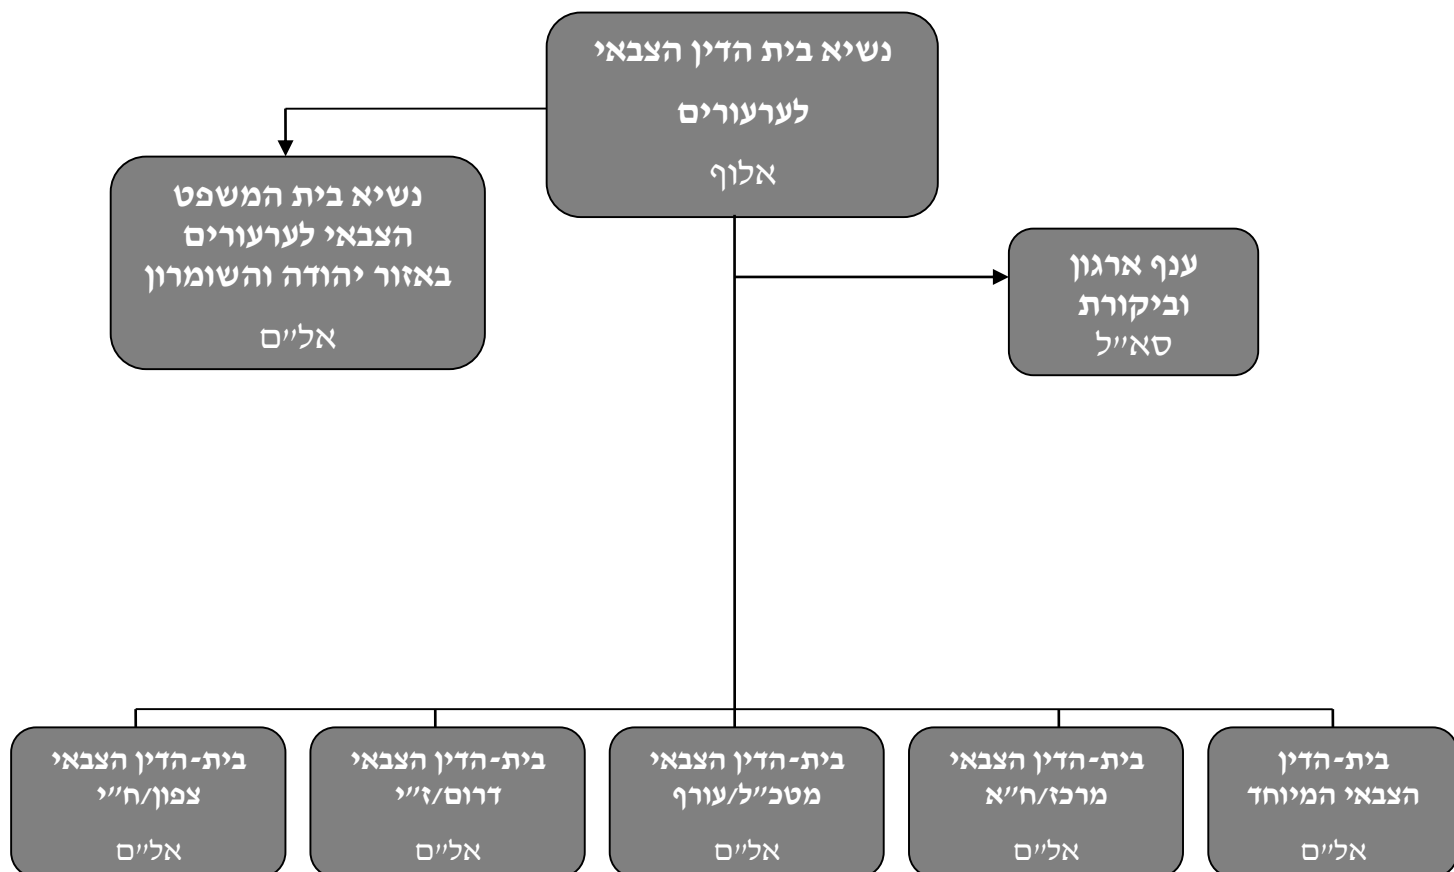 נשיא בית הדין הצבאי
לערעורים
אלוף
נשיא בית המשפט
הצבאי לערעורים
באזור יהודה והשומרון
אל״ם
ענף ארגון
וביקורת
סא״ל
בית-הדין
הצבאי המיוחד
אל״ם
בית-הדין הצבאי
מרכז/ח״א
אל״ם
בית-הדין הצבאי
מטכ״ל/עורף
אל״ם
בית-הדין הצבאי
דרום/ז״י
אל״ם
בית-הדין הצבאי
צפון/ח״י
אל״ם